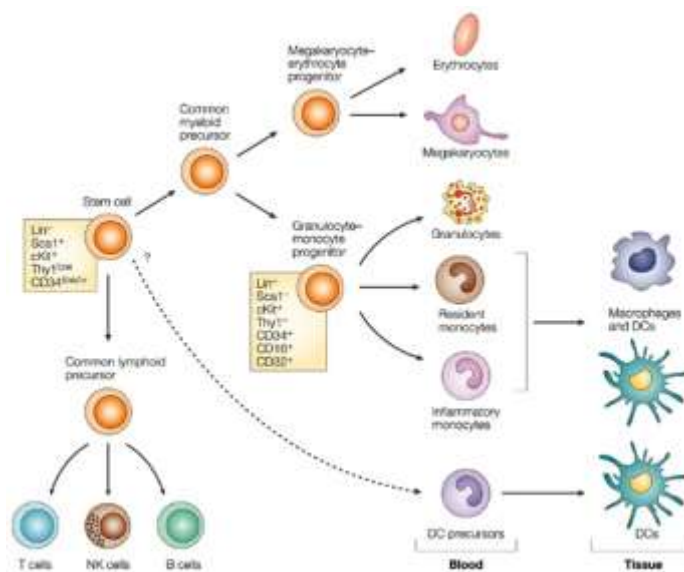 Megakaryocyte–
erythrocyte
progenitor
Erythrocytes
Common
myeloid
precursor
Megakaryocytes
Stem cell
Lin⁻
Sca1⁺
cKit⁺
Thy1low
Granulocyte–
monocyte
progenitor
Granulocytes
?
Lin⁻
Sca1⁻
cKit⁺
CD34⁺
CD16⁺
CD32⁺
Resident
monocytes
Macrophages
and DCs
Common lymphoid
precursor
Inflammatory
monocytes
T cells
NK cells
B cells
DC precursors
DCs
Blood
Tissue